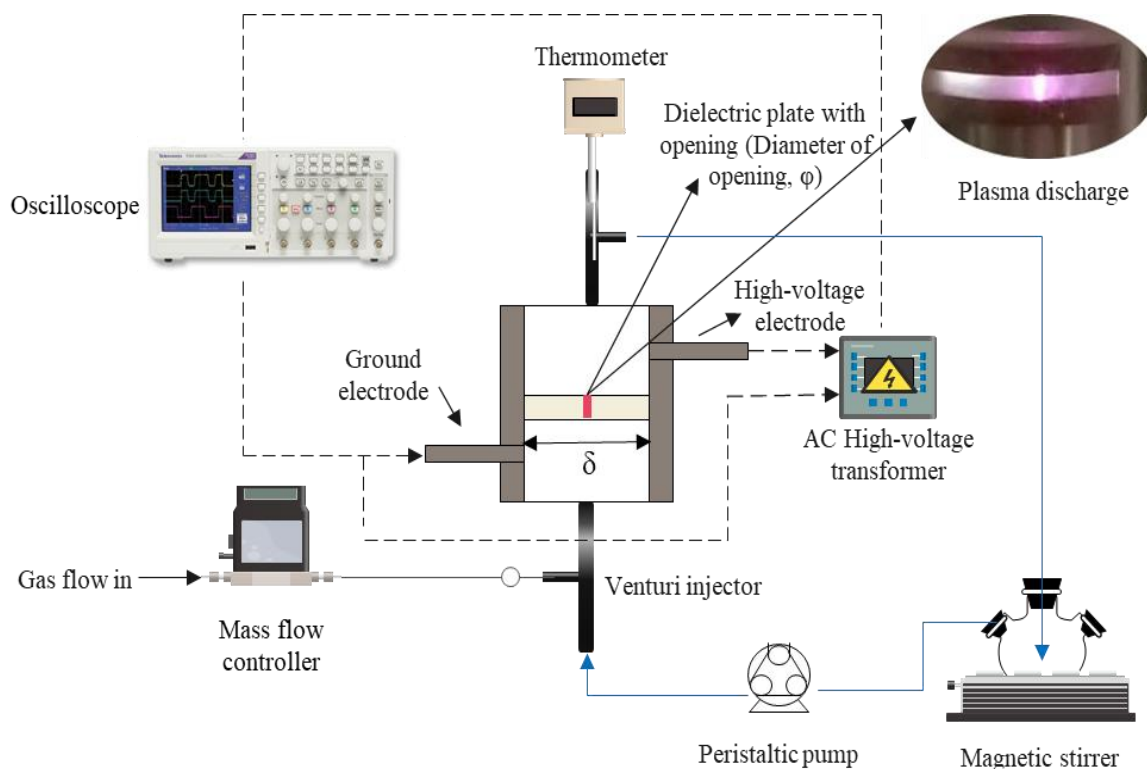 Thermometer
Dielectric plate with
opening (Diameter of
opening, φ)
Plasma discharge
Oscilloscope
Tektronix
High-voltage
electrode
Ground
electrode
δ
AC High-voltage
transformer
Gas flow in
Venturi injector
Mass flow
controller
Peristaltic pump
Magnetic stirrer